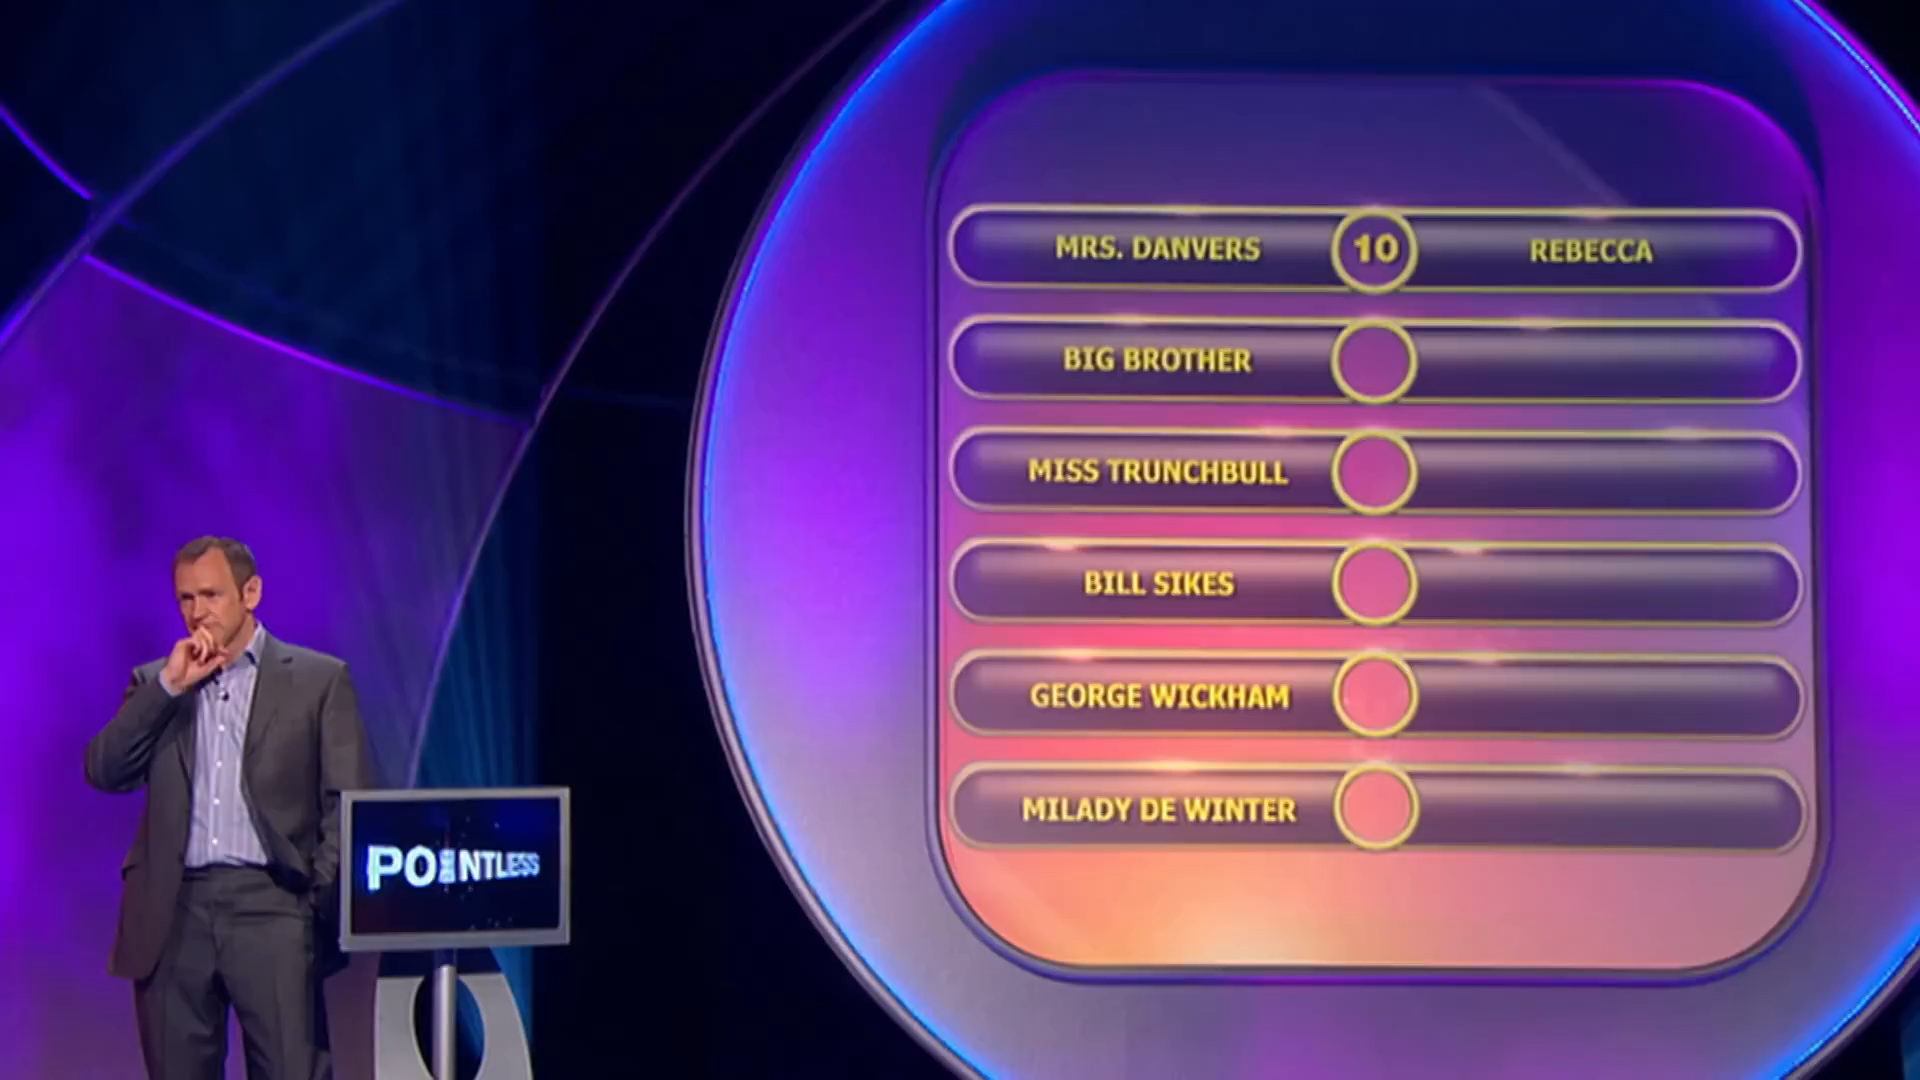 MRS. DANVERS 10 REBECCA
BIG BROTHER
MISS TRUNCHBULL
BILL SIKES
GEORGE WICKHAM
MILADY DE WINTER
POINTLESS